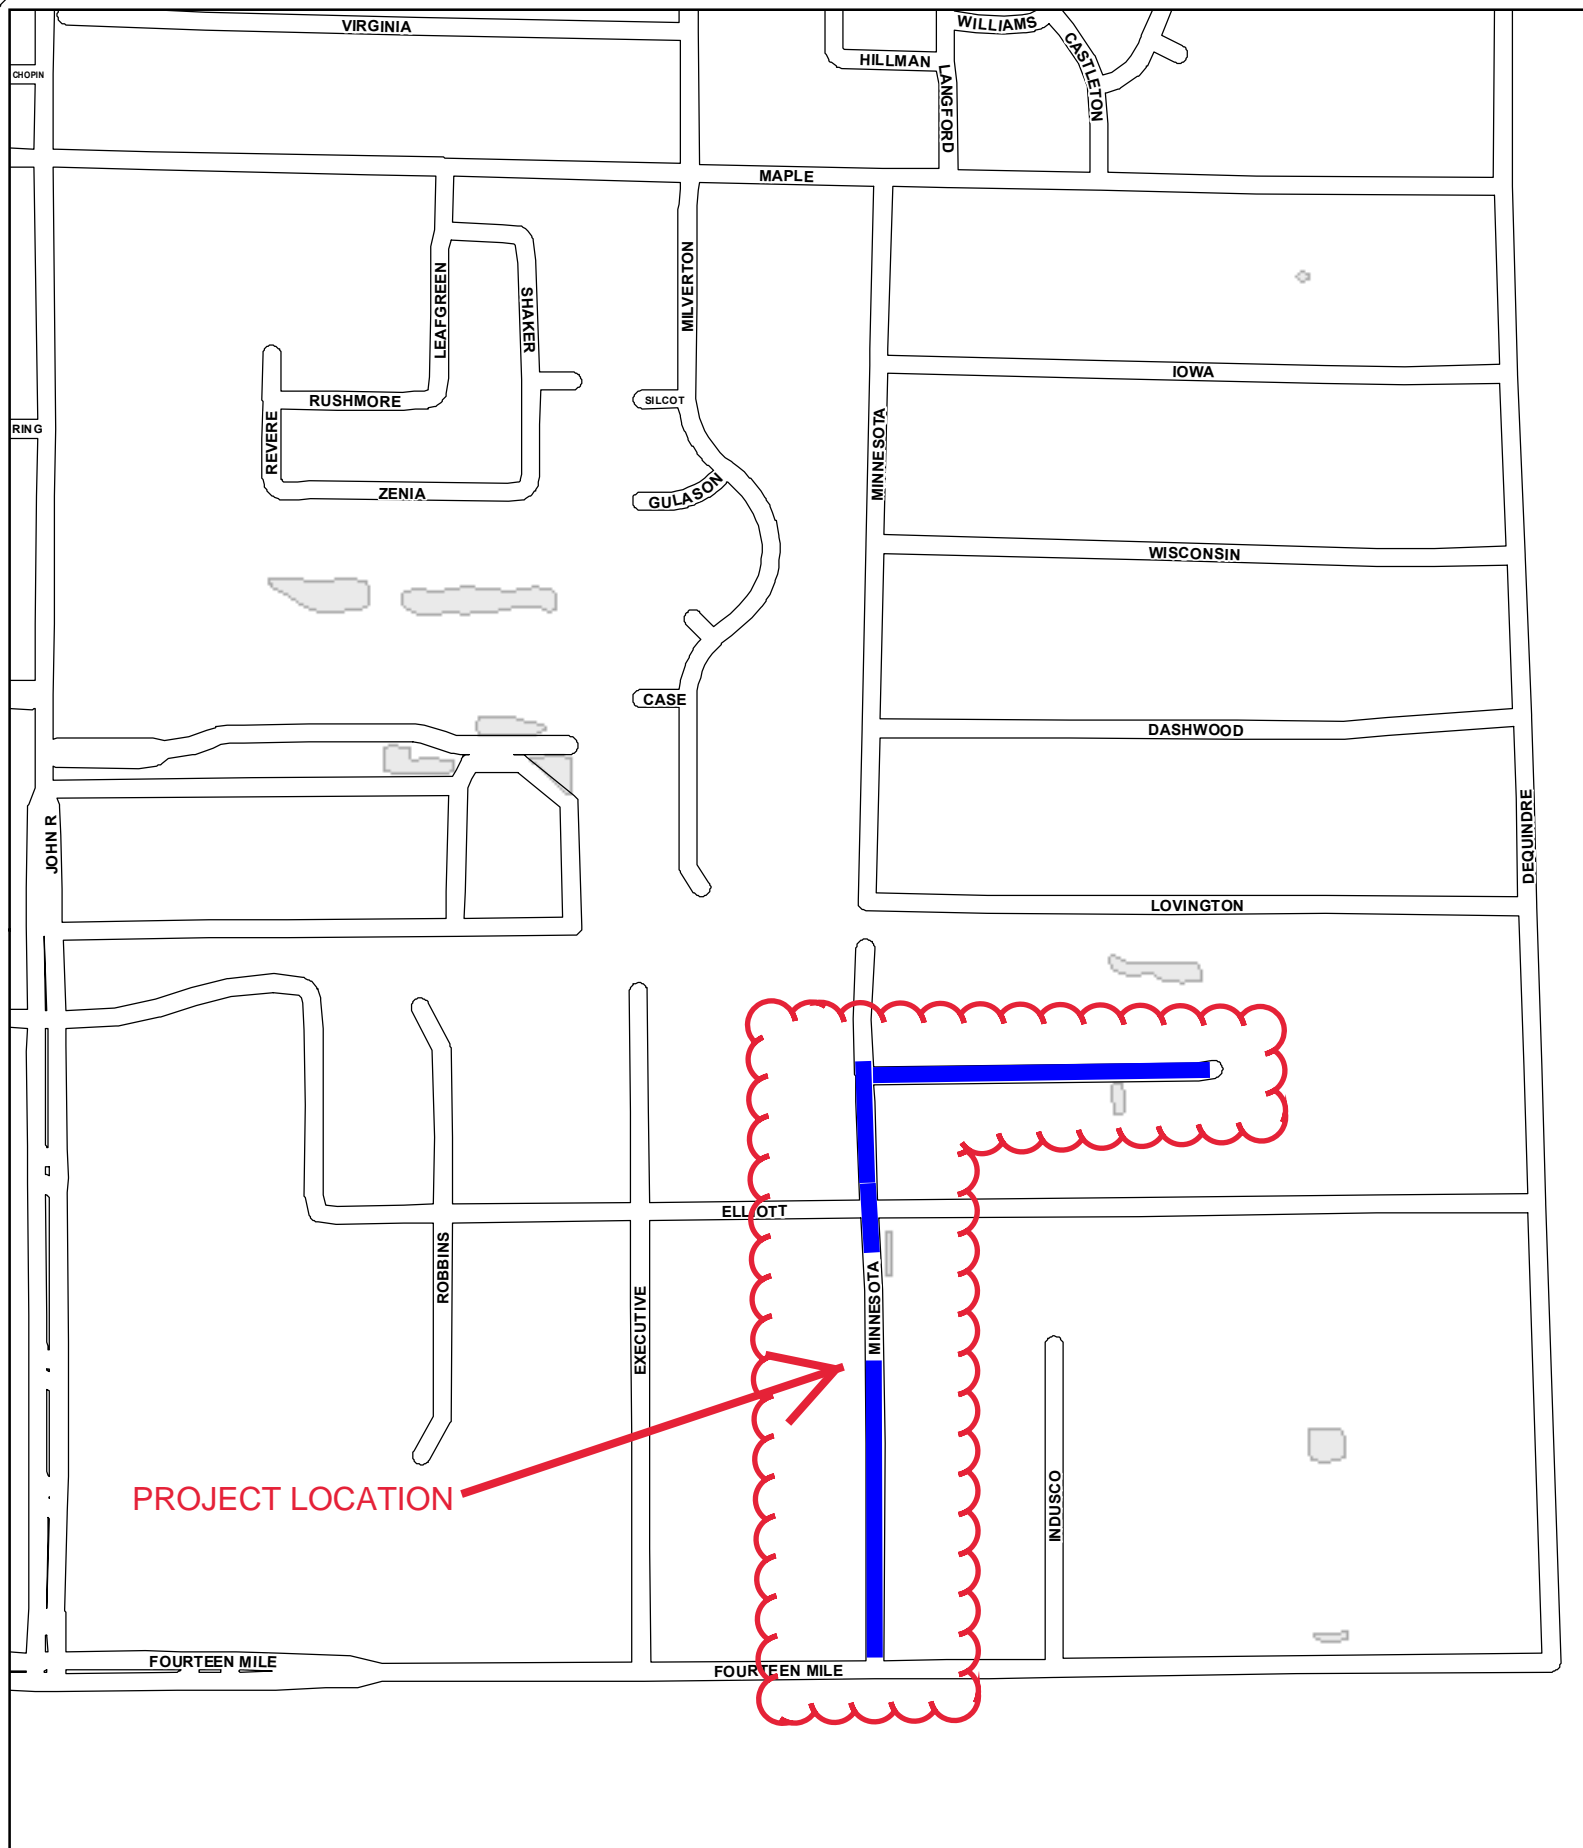 VIRGINIA
WILLIAMS
CHOPIN
HILLMAN
LANGFORD
CASTLETON
MAPLE
LEAFGREEN
SHAKER
MILVERTON
IOWA
RUSHMORE
SILCOT
RING
REVERE
MINNESOTA
ZENIA
GULASON
WISCONSIN
CASE
DASHWOOD
JOHN R
DEQUINDRE
LOVINGTON
ELLIOTT
ROBBINS
EXECUTIVE
MINNESOTA
PROJECT LOCATION
INDUSCO
FOURTEEN MILE
FOURTEEN MILE